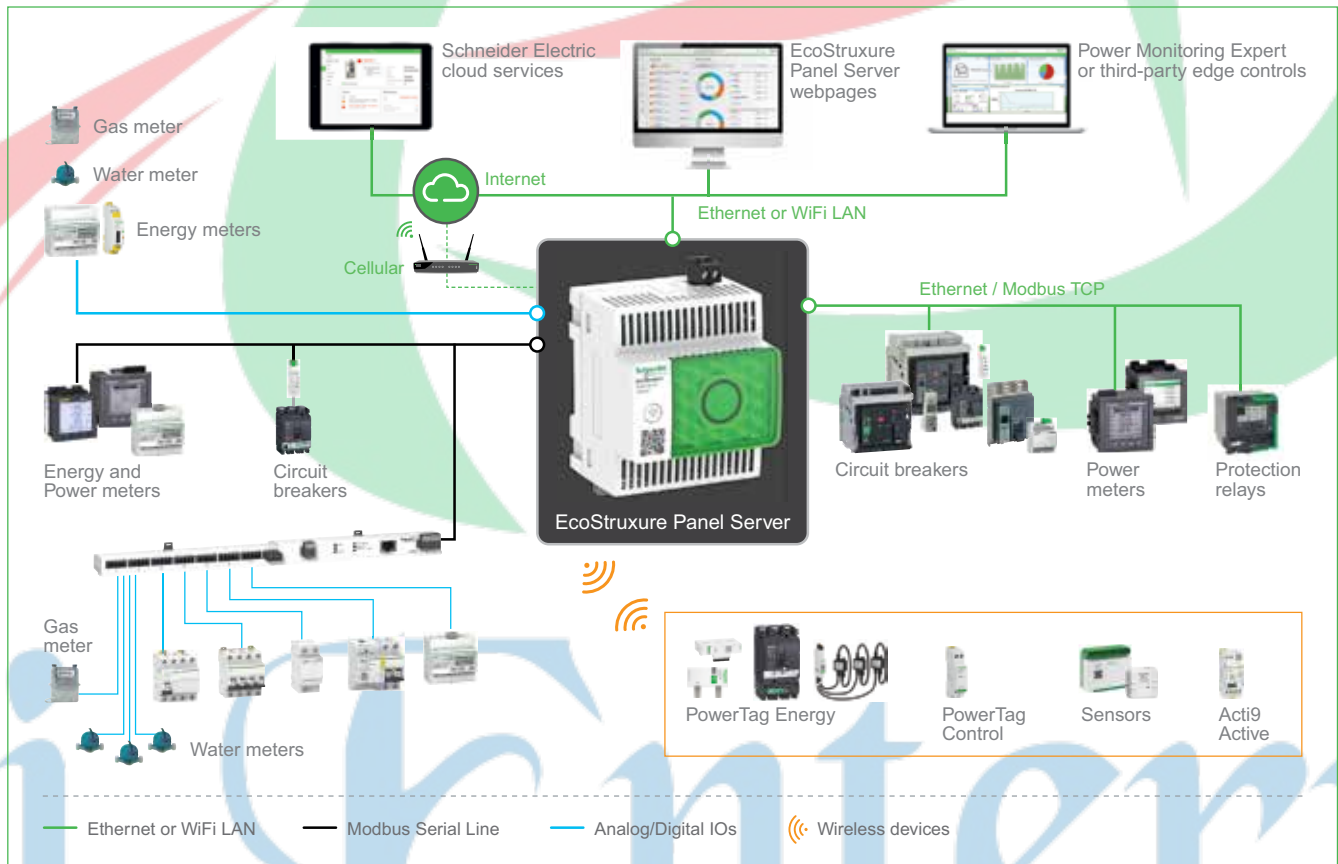 Schneider Electric
cloud services
EcoStruxure
Panel Server
webpages
Power Monitoring Expert
or third-party edge controls
Gas meter
Water meter
Energy meters
Internet
Ethernet or WiFi LAN
Cellular
Ethernet / Modbus TCP
Energy and
Power meters
Circuit
breakers
EcoStruxure Panel Server
Circuit breakers
Power
meters
Protection
relays
Gas
meter
Water meters
PowerTag Energy
PowerTag
Control
Sensors
Acti9
Active
Ethernet or WiFi LAN
Modbus Serial Line
Analog/Digital IOs
Wireless devices